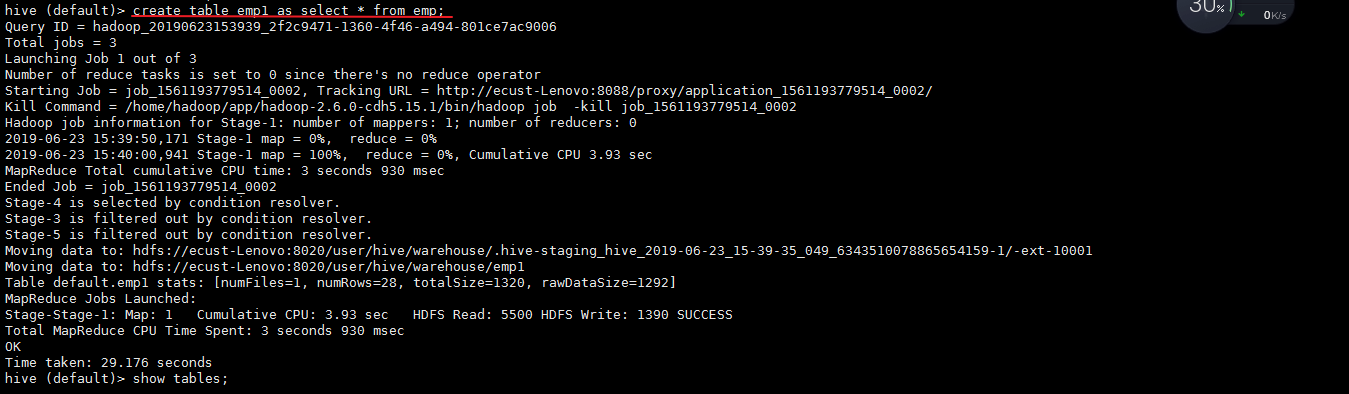 hive (default)> create table emp1 as select * from emp;
Query ID = hadoop_20190623153939_2f2c9471-1360-4f46-a494-801ce7ac9006
Total jobs = 3
Launching Job 1 out of 3
Number of reduce tasks is set to 0 since there's no reduce operator
Starting Job = job_1561193779514_0002, Tracking URL = http://ecust-Lenovo:8088/proxy/application_1561193779514_0002/
Kill Command = /home/hadoop/app/hadoop-2.6.0-cdh5.15.1/bin/hadoop job  -kill job_1561193779514_0002
Hadoop job information for Stage-1: number of mappers: 1; number of reducers: 0
2019-06-23 15:39:50,171 Stage-1 map = 0%,  reduce = 0%
2019-06-23 15:40:00,941 Stage-1 map = 100%,  reduce = 0%, Cumulative CPU 3.93 sec
MapReduce Total cumulative CPU time: 3 seconds 930 msec
Ended Job = job_1561193779514_0002
Stage-4 is selected by condition resolver.
Stage-3 is filtered out by condition resolver.
Stage-5 is filtered out by condition resolver.
Moving data to: hdfs://ecust-Lenovo:8020/user/hive/warehouse/.hive-staging_hive_2019-06-23_15-39-35_049_6343510078865654159-1/-ext-10001
Moving data to: hdfs://ecust-Lenovo:8020/user/hive/warehouse/emp1
Table default.emp1 stats: [numFiles=1, numRows=28, totalSize=1320, rawDataSize=1292]
MapReduce Jobs Launched:
Stage-Stage-1: Map: 1   Cumulative CPU: 3.93 sec   HDFS Read: 5500 HDFS Write: 1390 SUCCESS
Total MapReduce CPU Time Spent: 3 seconds 930 msec
OK
Time taken: 29.176 seconds
hive (default)> show tables;
30%
0K/s